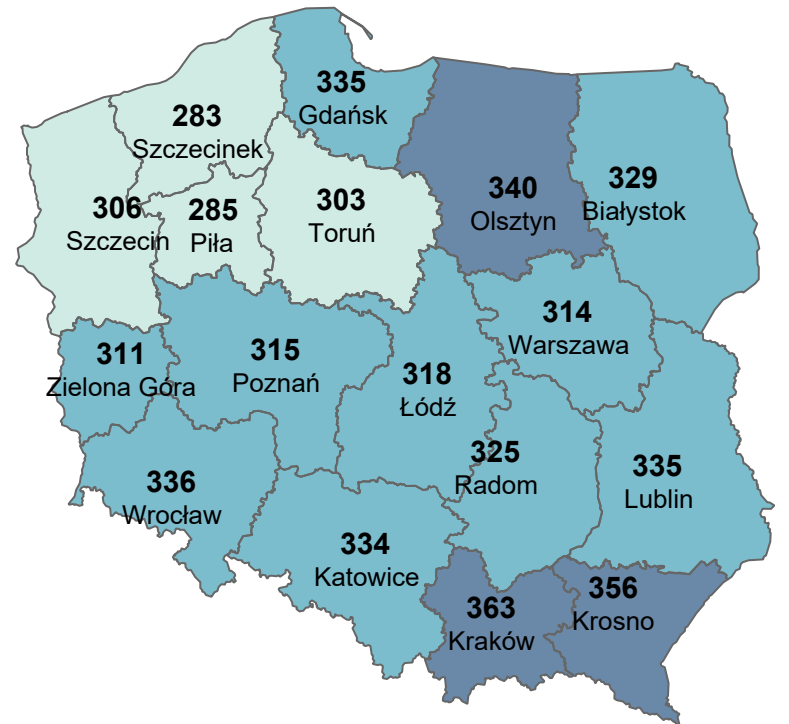 335
Gdańsk
283
Szczecinek
340
Olsztyn
329
Białystok
306
Szczecin
285
Piła
303
Toruń
314
Warszawa
311
Zielona Góra
315
Poznań
318
Łódź
325
Radom
335
Lublin
336
Wrocław
334
Katowice
363
Kraków
356
Krosno